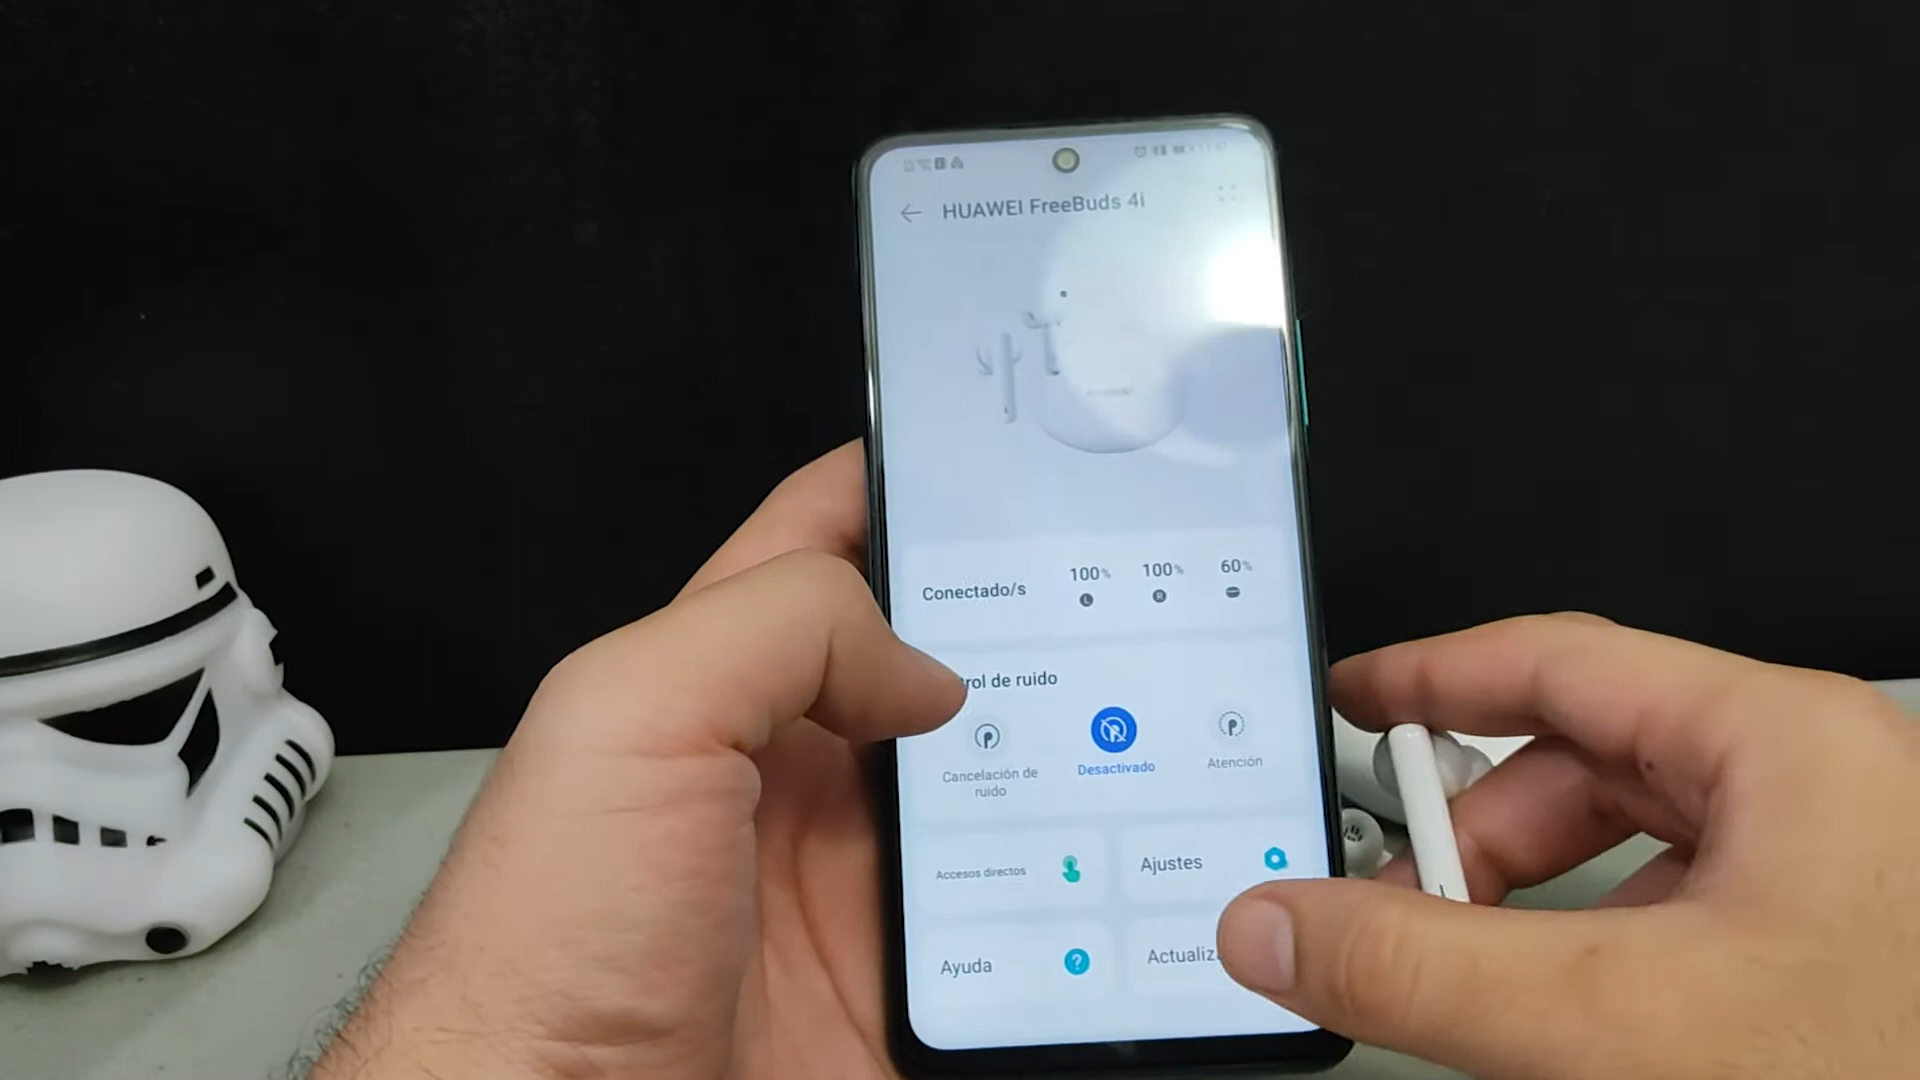 HUAWEI FreeBuds 4i
Conectado/s
100%
100%
60%
L
R
rol de ruido
Cancelación de
ruido
Desactivado
Atención
Accesos directos
Ajustes
Ayuda
?
Actualiz